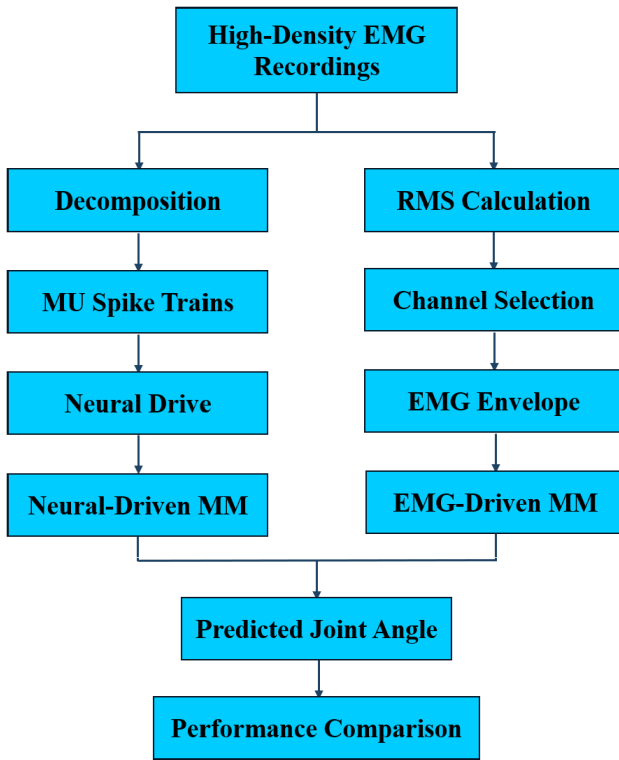 High-Density EMG
Recordings
Decomposition
RMS Calculation
MU Spike Trains
Channel Selection
Neural Drive
EMG Envelope
Neural-Driven MM
EMG-Driven MM
Predicted Joint Angle
Performance Comparison